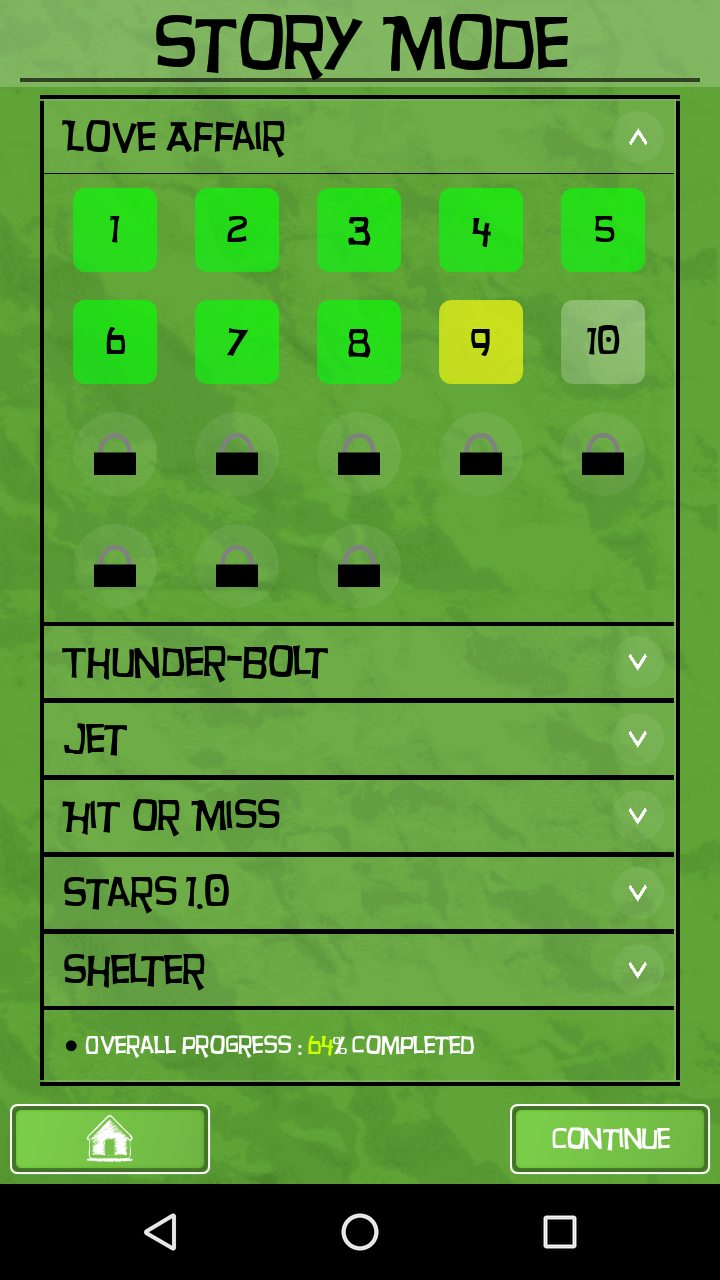 STORY MODE
LOVE AFFAIR
1 2 3 4 5
6 7 8 9 10
THUNDER-BOLT
JET
HIT OR MISS
STARS 1.0
SHELTER
• OVERALL PROGRESS : 64% COMPLETED
CONTINUE